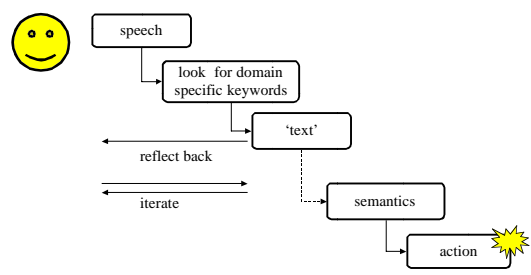 speech
look for domain
specific keywords
‘text’
reflect back
iterate
semantics
action